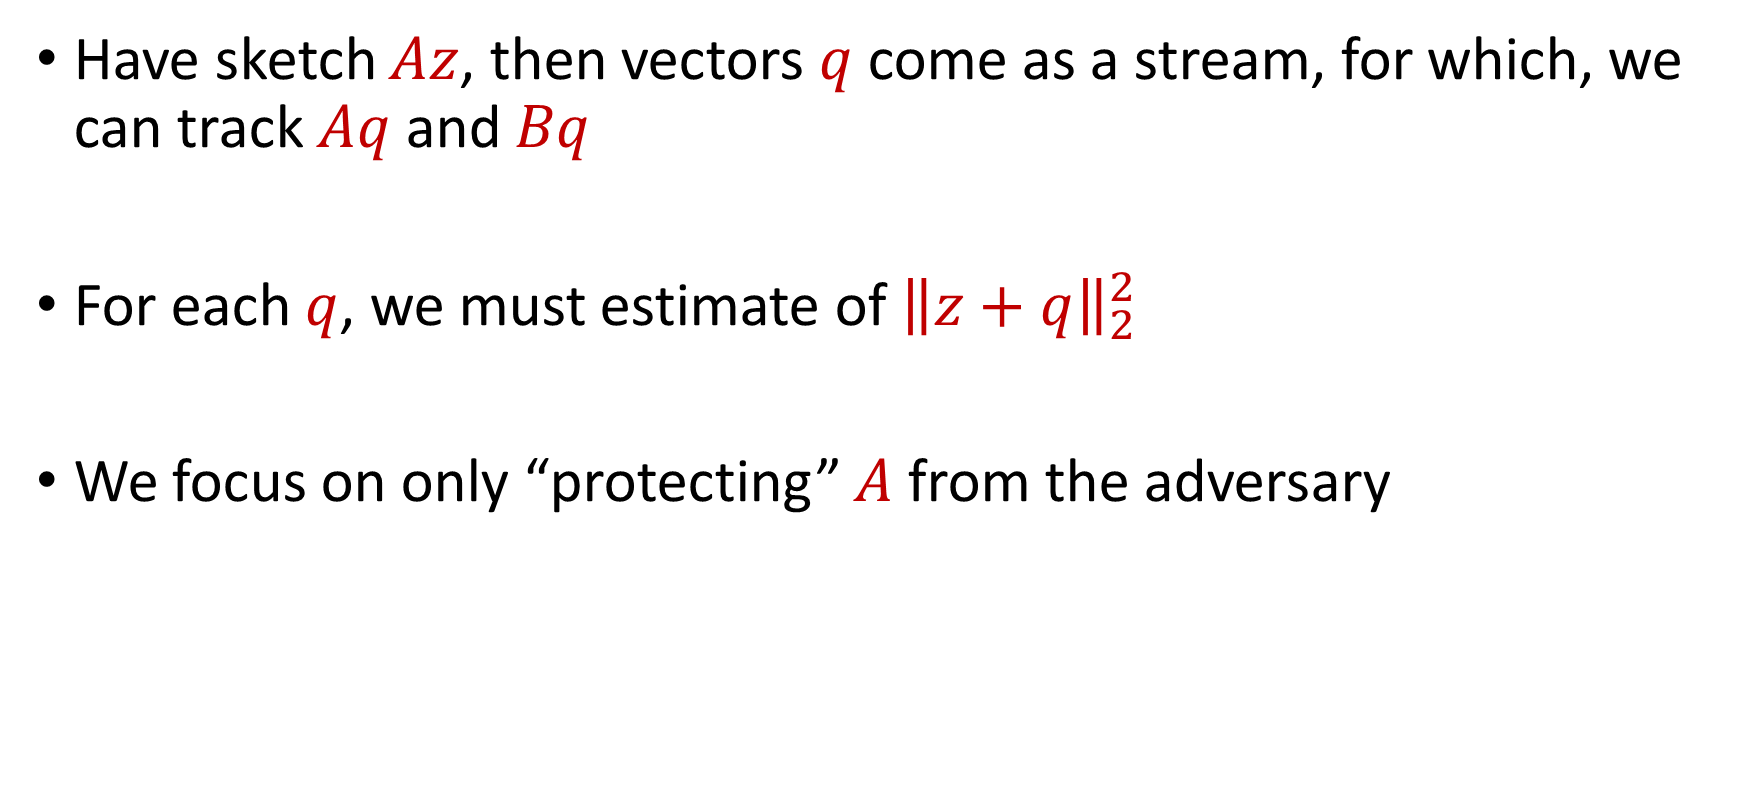 • Have sketch Az, then vectors q come as a stream, for which, we
can track Aq and Bq
• For each q, we must estimate of ‖z + q‖₂²
• We focus on only “protecting” A from the adversary